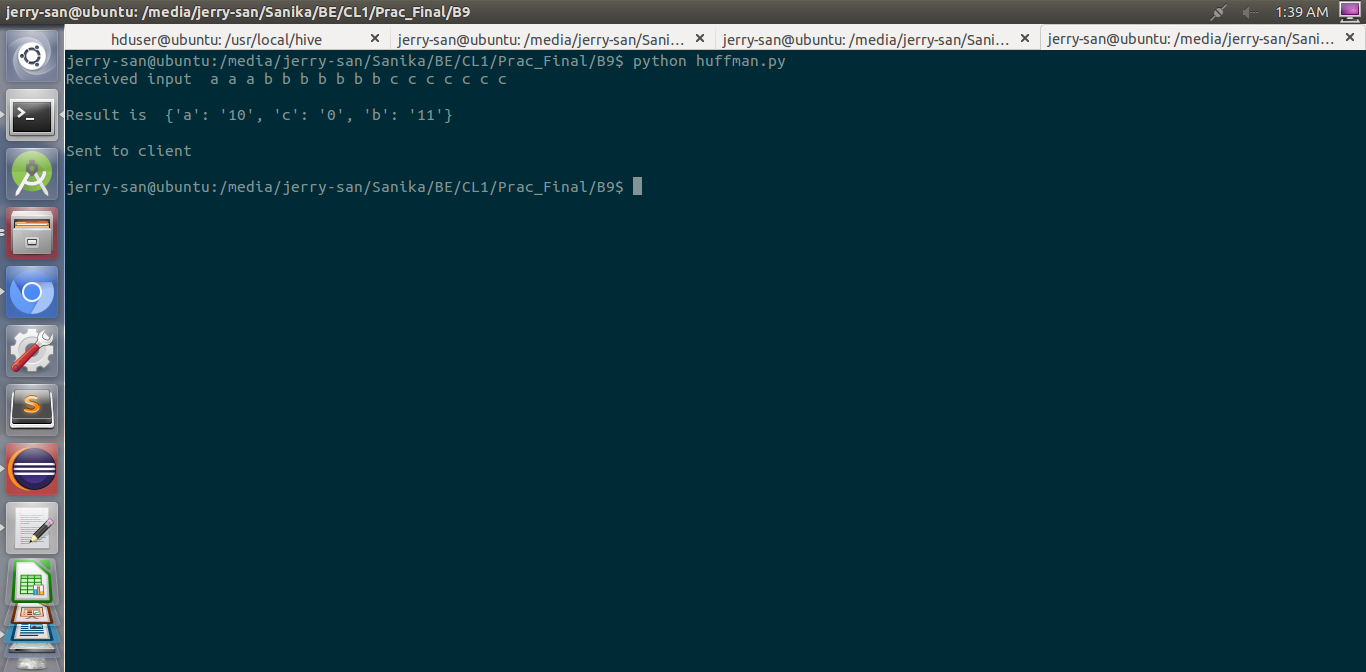 jerry-san@ubuntu: /media/jerry-san/Sanika/BE/CL1/Prac_Final/B9
1:39 AM
hduser@ubuntu: /usr/local/hive
jerry-san@ubuntu: /media/jerry-san/Sani...
jerry-san@ubuntu: /media/jerry-san/Sani...
jerry-san@ubuntu: /media/jerry-san/Sani...
jerry-san@ubuntu:/media/jerry-san/Sanika/BE/CL1/Prac_Final/B9$ python huffman.py
Received input  a a a b b b b b b b c c c c c c c
Result is  {'a': '10', 'c': '0', 'b': '11'}
Sent to client
jerry-san@ubuntu:/media/jerry-san/Sanika/BE/CL1/Prac_Final/B9$